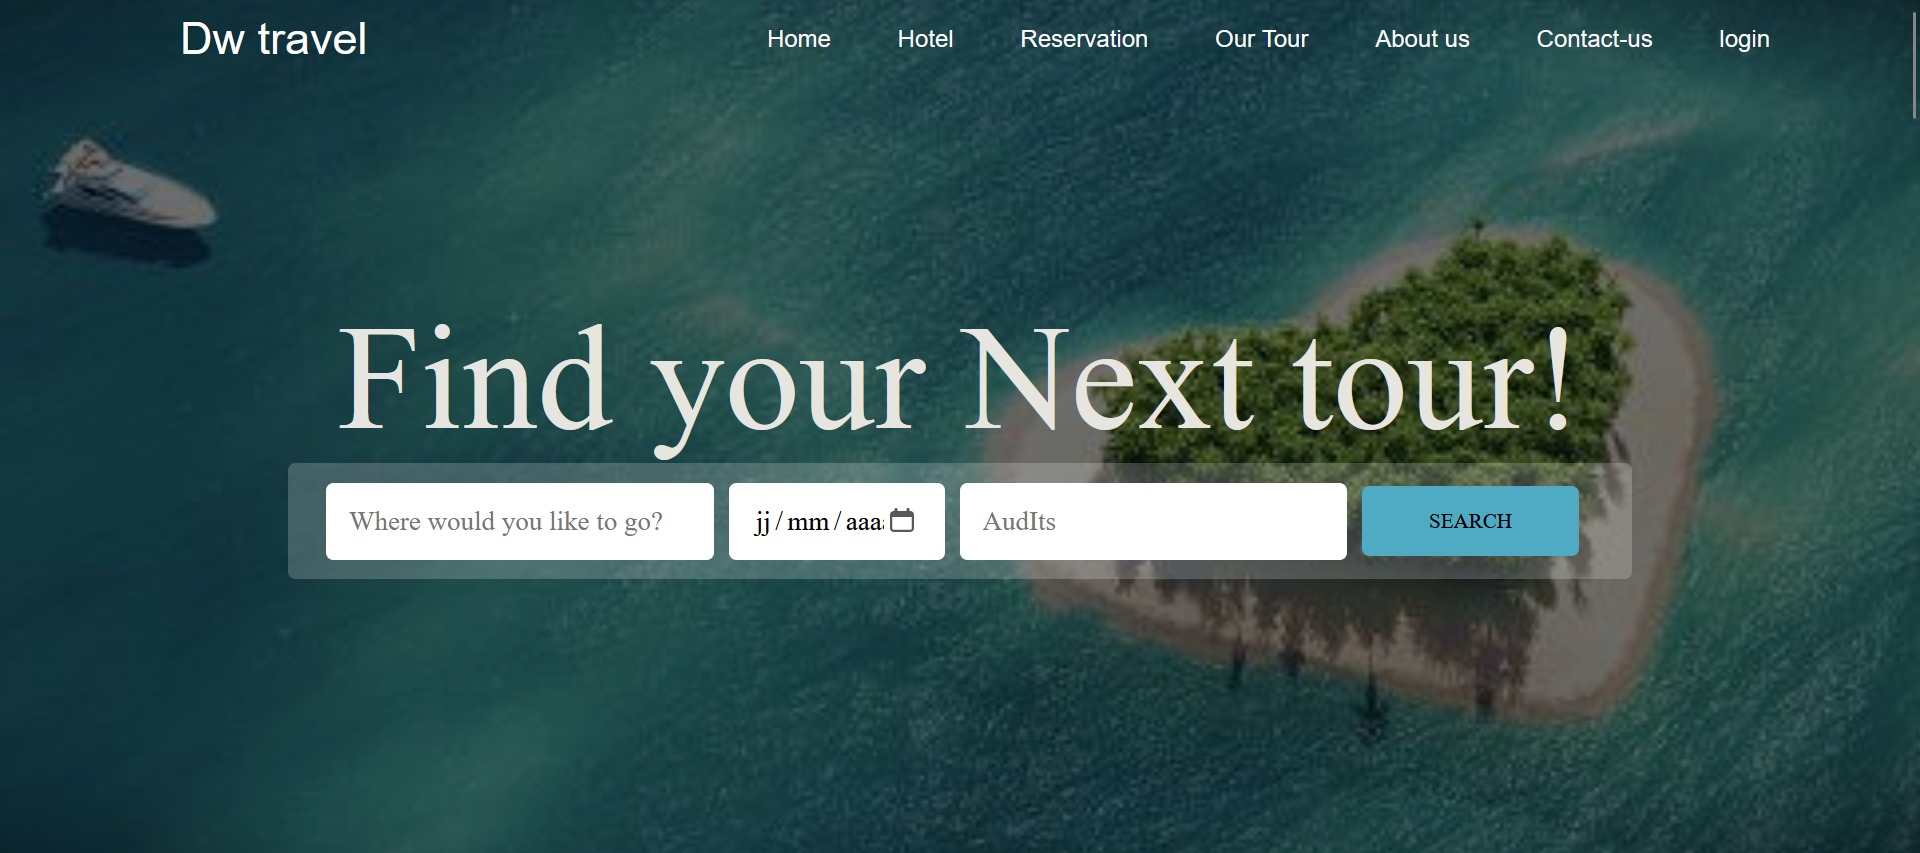 Dw travel
Home Hotel Reservation Our Tour About us Contact-us login
Find your Next tour!
Where would you like to go? jj/mm/aaa AudIts SEARCH